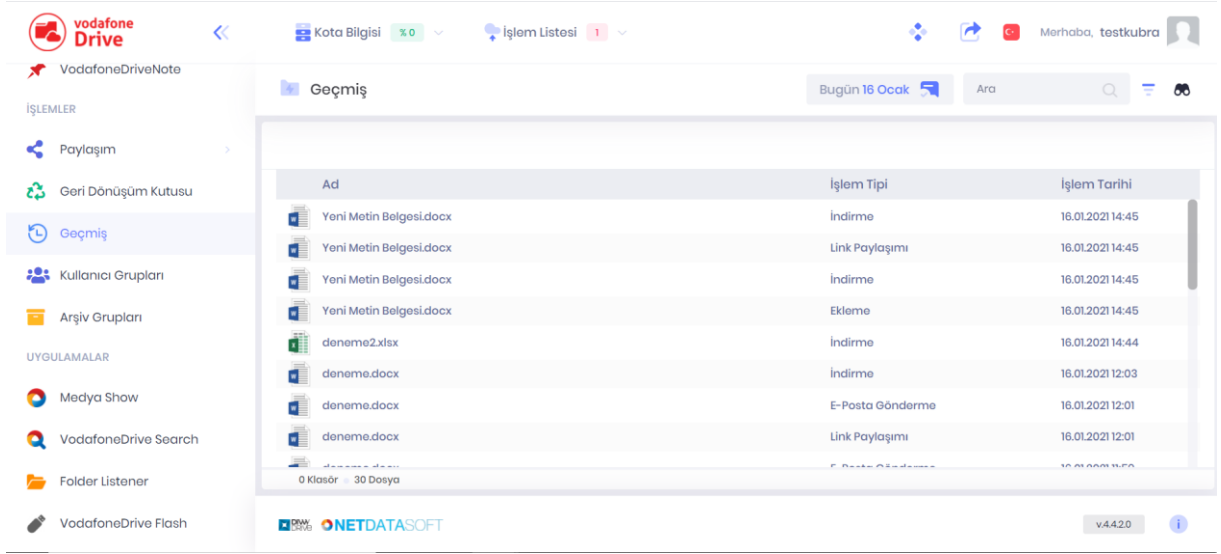 vodafone
Drive
Kota Bilgisi %0
İşlem Listesi 1
Merhaba, testkubra
VodafoneDriveNote
İŞLEMLER
Paylaşım
Geri Dönüşüm Kutusu
Geçmiş
Kullanıcı Grupları
Arşiv Grupları
UYGULAMALAR
Medya Show
VodafoneDrive Search
Folder Listener
VodafoneDrive Flash
Geçmiş
Bugün 16 Ocak
Ara
Ad İşlem Tipi İşlem Tarihi
Yeni Metin Belgesi.docx İndirme 16.01.2021 14:45
Yeni Metin Belgesi.docx Link Paylaşımı 16.01.2021 14:45
Yeni Metin Belgesi.docx İndirme 16.01.2021 14:45
Yeni Metin Belgesi.docx Ekleme 16.01.2021 14:45
deneme2.xlsx İndirme 16.01.2021 14:44
deneme.docx İndirme 16.01.2021 12:03
deneme.docx E-Posta Gönderme 16.01.2021 12:01
deneme.docx Link Paylaşımı 16.01.2021 12:01
0 Klasör 30 Dosya
NETDATASOFT
v.4.4.2.0